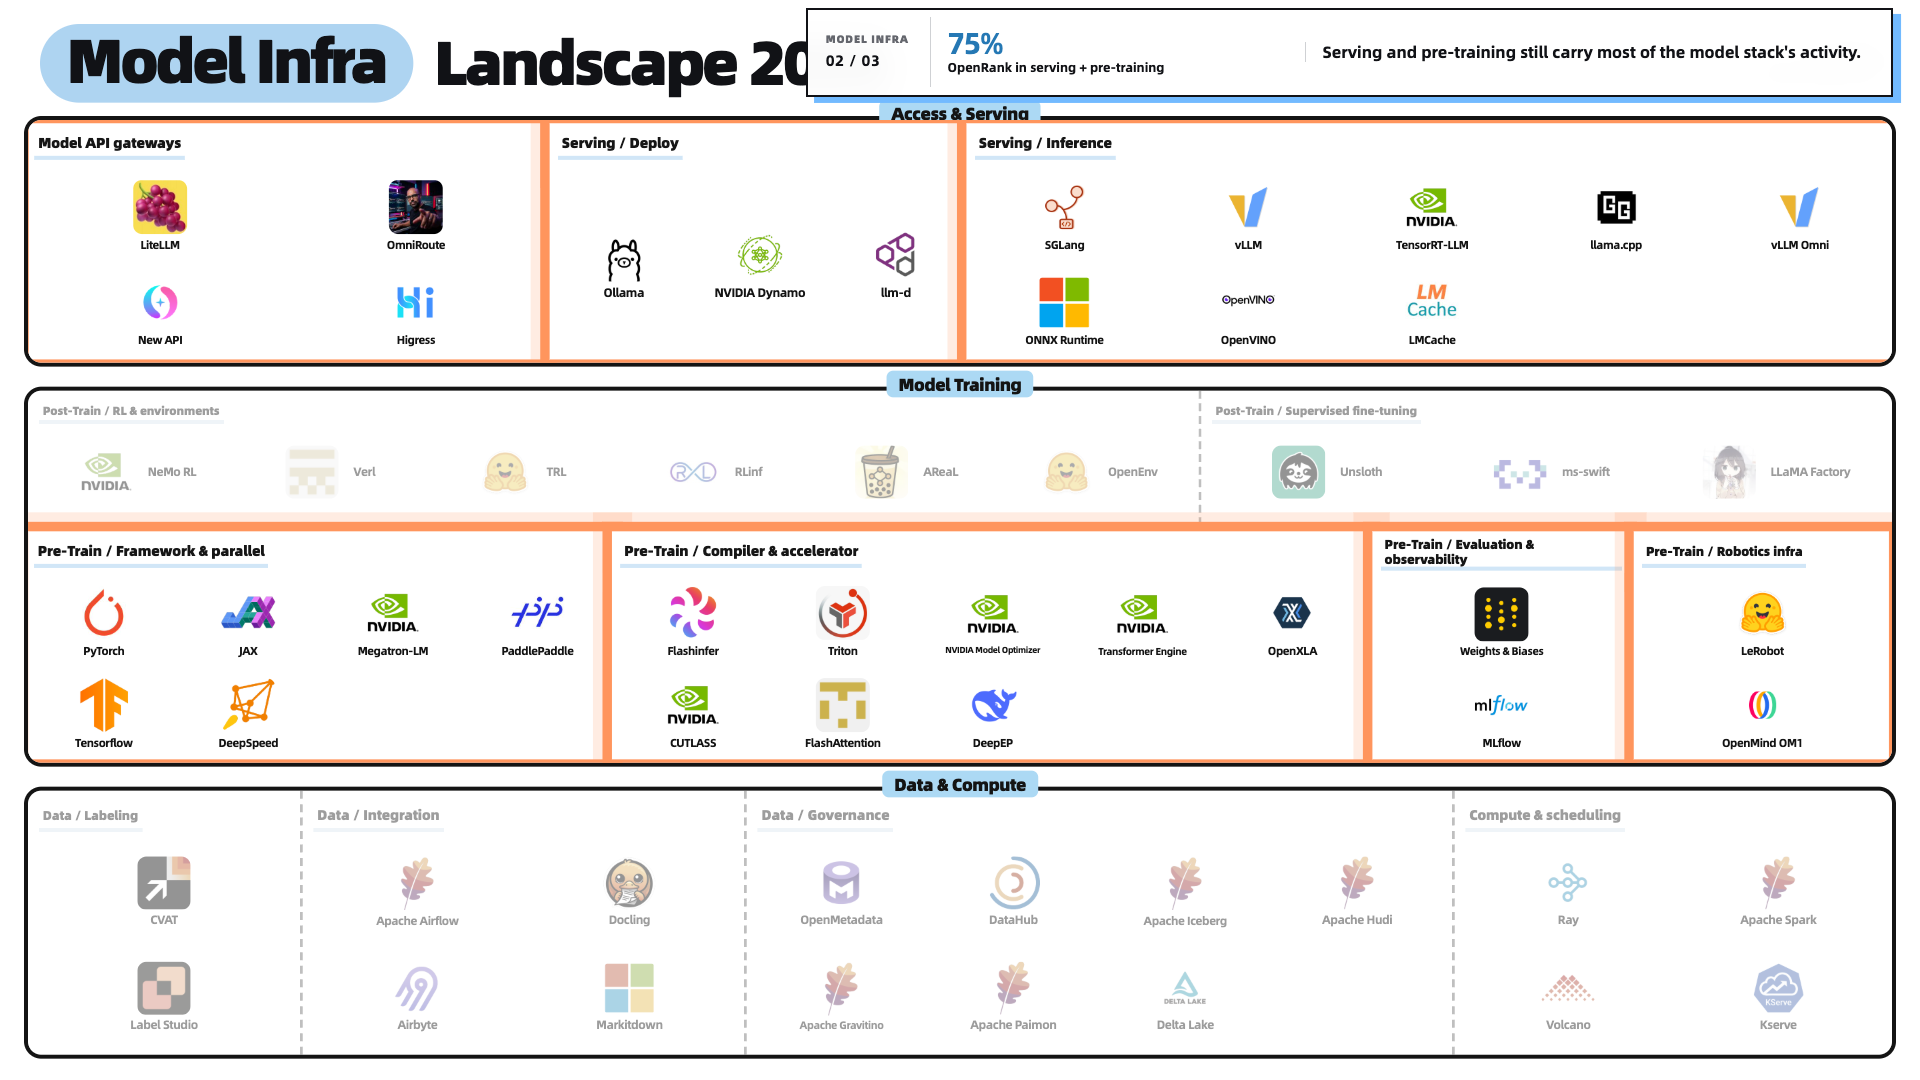 Model Infra Landscape 20
MODEL INFRA
02 / 03
75%
OpenRank in serving + pre-training
Serving and pre-training still carry most of the model stack's activity.
Access & Serving
Model API gateways
LiteLLM
OmniRoute
New API
Higress
Serving / Deploy
Ollama
NVIDIA Dynamo
llm-d
Serving / Inference
SGLang
vLLM
NVIDIA.
TensorRT-LLM
GG
llama.cpp
vLLM Omni
ONNX Runtime
OpenVINO
OpenVINO
LM
Cache
LMCache
Model Training
Post-Train / RL & environments
NVIDIA.
NeMo RL
Verl
TRL
RL
RLinf
AReaL
OpenEnv
Post-Train / Supervised fine-tuning
Unsloth
ms-swift
LLaMA Factory
Pre-Train / Framework & parallel
PyTorch
JAX
JAX
NVIDIA.
Megatron-LM
PaddlePaddle
Tensorflow
DeepSpeed
Pre-Train / Compiler & accelerator
Flashinfer
Triton
NVIDIA.
NVIDIA Model Optimizer
NVIDIA.
Transformer Engine
OpenXLA
NVIDIA.
CUTLASS
FlashAttention
DeepEP
Pre-Train / Evaluation &
observability
Weights & Biases
mlflow
MLflow
Pre-Train / Robotics infra
LeRobot
OpenMind OM1
Data & Compute
Data / Labeling
CVAT
Label Studio
Data / Integration
Apache Airflow
Docling
Airbyte
Markitdown
Data / Governance
OpenMetadata
DataHub
Apache Iceberg
Apache Hudi
Apache Gravitino
Apache Paimon
DELTA LAKE
Delta Lake
Compute & scheduling
Ray
Apache Spark
Volcano
KServe
Kserve